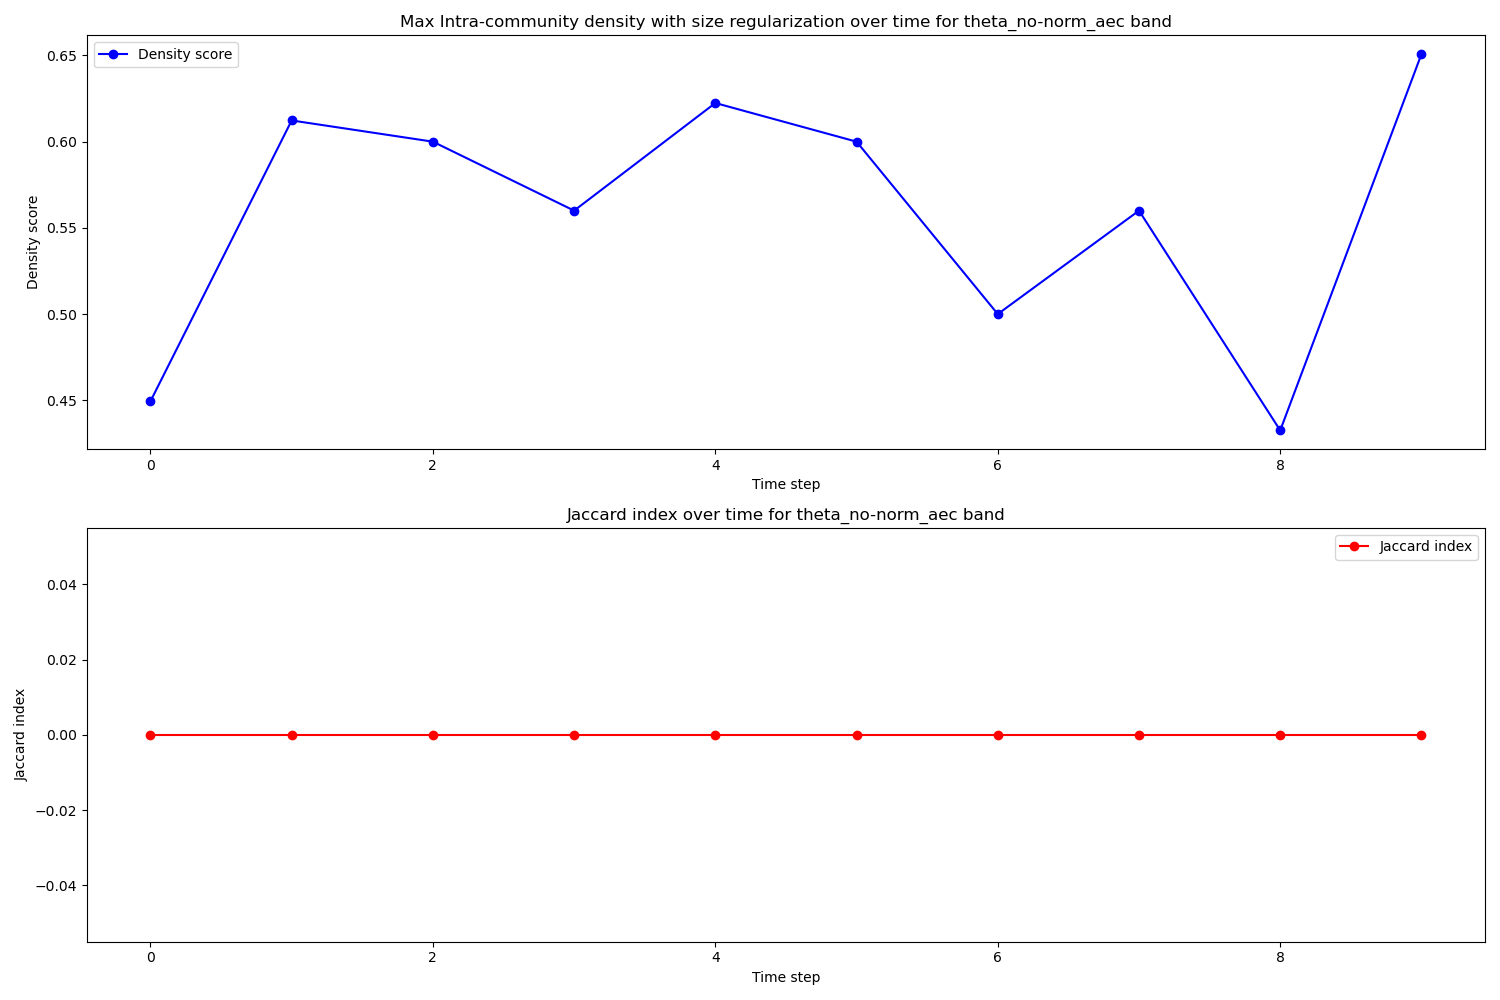 Max Intra-community density with size regularization over time for theta_no-norm_aec band
Density score
0.65
0.60
0.55
0.50
0.45
Density score
0 2 4 6 8
Time step
Jaccard index over time for theta_no-norm_aec band
Jaccard index
0.04
0.02
0.00
−0.02
−0.04
Jaccard index
0 2 4 6 8
Time step